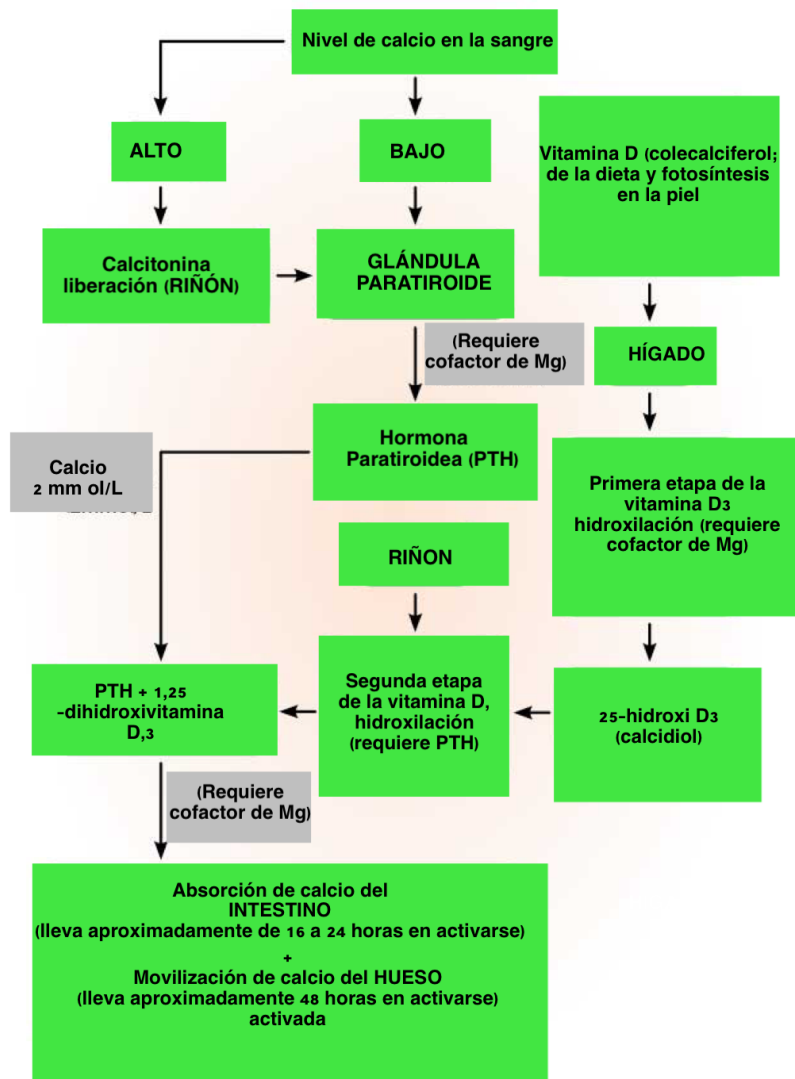 Nivel de calcio en la sangre
ALTO
BAJO
Vitamina D (colecalciferol;
de la dieta y fotosíntesis
en la piel
Calcitonina
liberación (RIÑÓN)
GLÁNDULA
PARATIROIDE
(Requiere
cofactor de Mg)
HÍGADO
Hormona
Paratiroidea (PTH)
Calcio
2 mm ol/L
Primera etapa de la
vitamina D3
hidroxilación (requiere
cofactor de Mg)
RIÑON
PTH + 1,25
-dihidroxivitamina
D,3
Segunda etapa
de la vitamina D,
hidroxilación
(requiere PTH)
25-hidroxi D3
(calcidiol)
(Requiere
cofactor de Mg)
Absorción de calcio del
INTESTINO
(lleva aproximadamente de 16 a 24 horas en activarse)
+
Movilización de calcio del HUESO
(lleva aproximadamente 48 horas en activarse)
activada